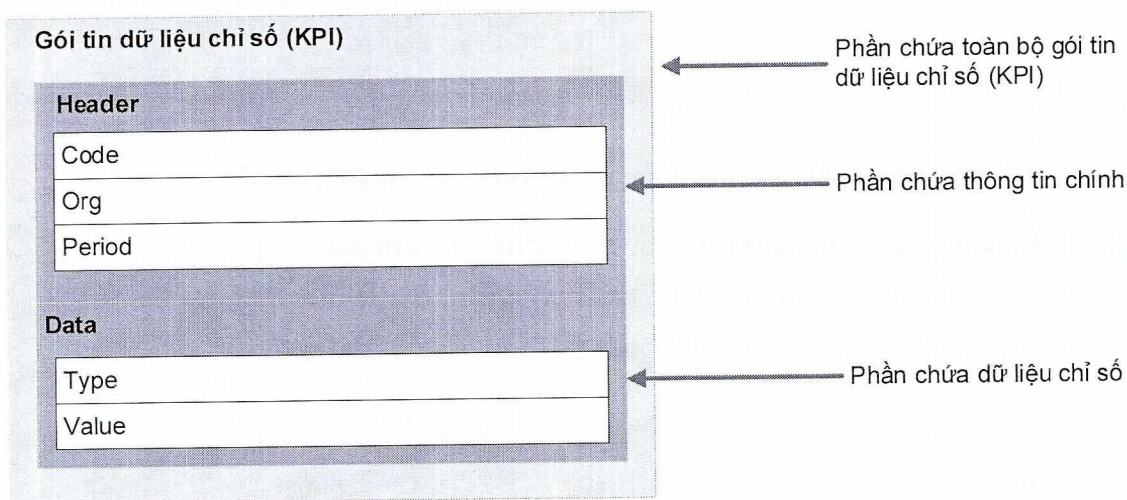 Gói tin dữ liệu chỉ số (KPI)
Phần chứa toàn bộ gói tin
dữ liệu chỉ số (KPI)
Header
Code
Org
Period
Phần chứa thông tin chính
Data
Type
Value
Phần chứa dữ liệu chỉ số